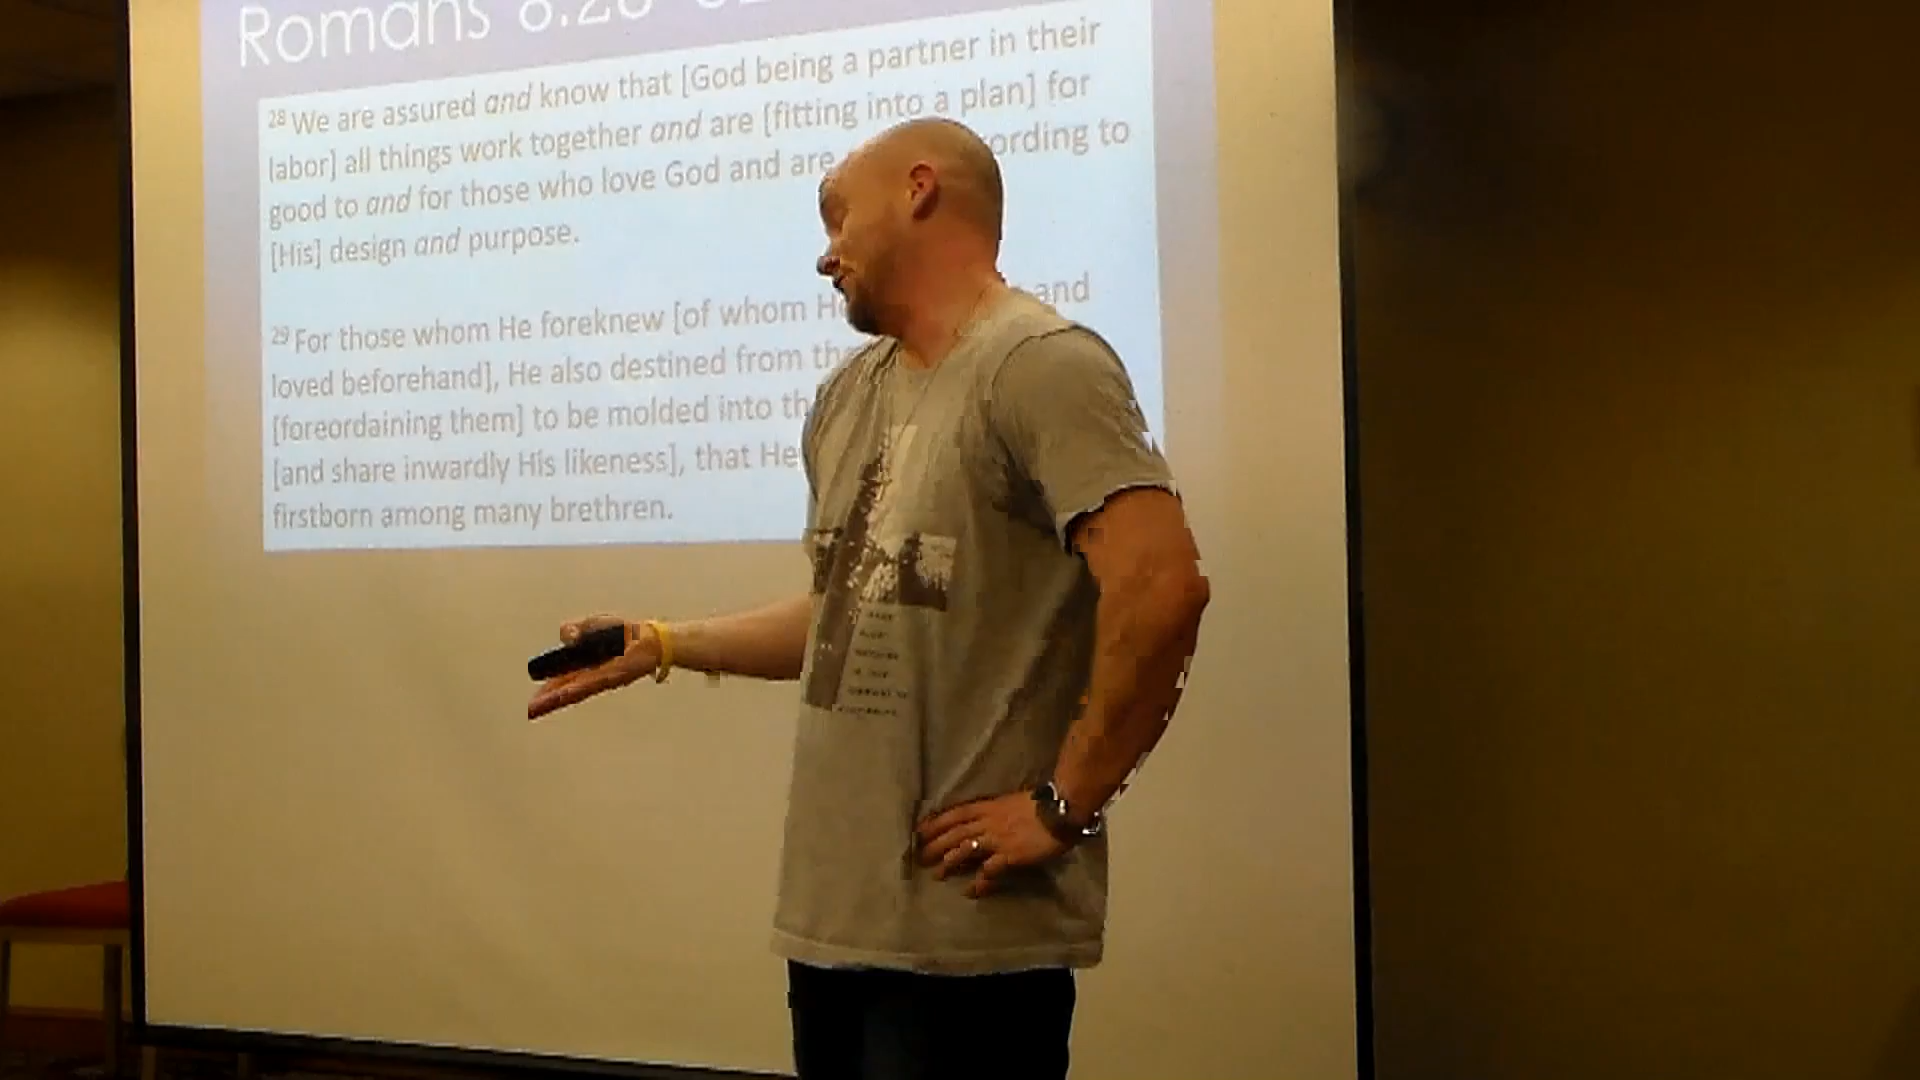 Romans 8:28
28 We are assured and know that [God being a partner in their
labor] all things work together and are [fitting into a plan] for
good to and for those who love God and are ording to
[His] design and purpose.
29 For those whom He foreknew [of whom and
loved beforehand], He also destined from
[foreordaining them] to be molded into
[and share inwardly His likeness], that He
firstborn among many brethren.